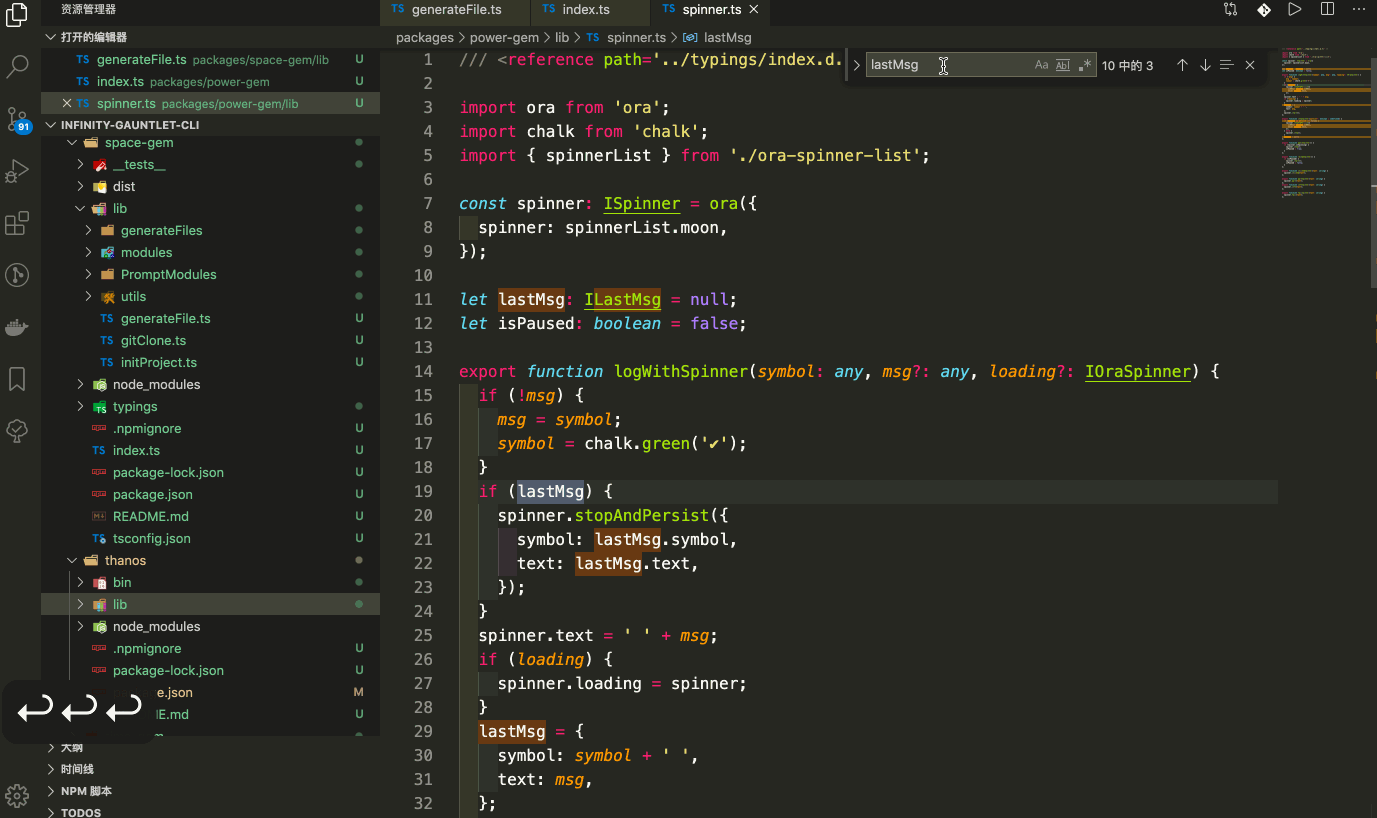 资源管理器
打开的编辑器
TS generateFile.ts packages/space-gem/lib U
TS index.ts packages/power-gem U
TS spinner.ts packages/power-gem/lib U
91
INFINITY-GAUNTLET-CLI
space-gem
__tests__
dist
lib
generateFiles
modules
PromptModules
utils
TS generateFile.ts U
TS gitClone.ts U
TS initProject.ts U
node_modules
typings
.npmignore U
TS index.ts U
package-lock.json U
package.json U
README.md U
tsconfig.json U
thanos
bin
lib
node_modules
.npmignore U
package-lock.json U
e.json M
E.md U
大纲
时间线
NPM 脚本
TODOS
TS generateFile.ts
TS index.ts
TS spinner.ts
packages > power-gem > lib > TS spinner.ts > lastMsg
lastMsg Aa Ab .* 10 中的 3
1 /// <reference path='../typings/index.d.
2
3 import ora from 'ora';
4 import chalk from 'chalk';
5 import { spinnerList } from './ora-spinner-list';
6
7 const spinner: ISpinner = ora({
8 spinner: spinnerList.moon,
9 });
10
11 let lastMsg: ILastMsg = null;
12 let isPaused: boolean = false;
13
14 export function logWithSpinner(symbol: any, msg?: any, loading?: IOraSpinner) {
15 if (!msg) {
16 msg = symbol;
17 symbol = chalk.green('✔');
18 }
19 if (lastMsg) {
20 spinner.stopAndPersist({
21 symbol: lastMsg.symbol,
22 text: lastMsg.text,
23 });
24 }
25 spinner.text = ' ' + msg;
26 if (loading) {
27 spinner.loading = spinner;
28 }
29 lastMsg = {
30 symbol: symbol + ' ',
31 text: msg,
32 };